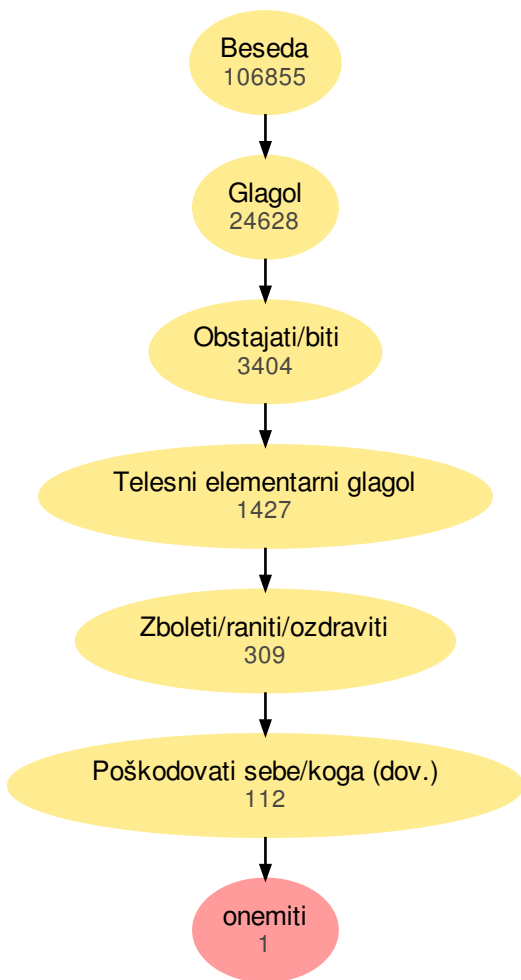 Beseda
106855
Glagol
24628
Obstajati/biti
3404
Telesni elementarni glagol
1427
Zboleti/raniti/ozdraviti
309
Poškodovati sebe/koga (dov.)
112
onemiti
1